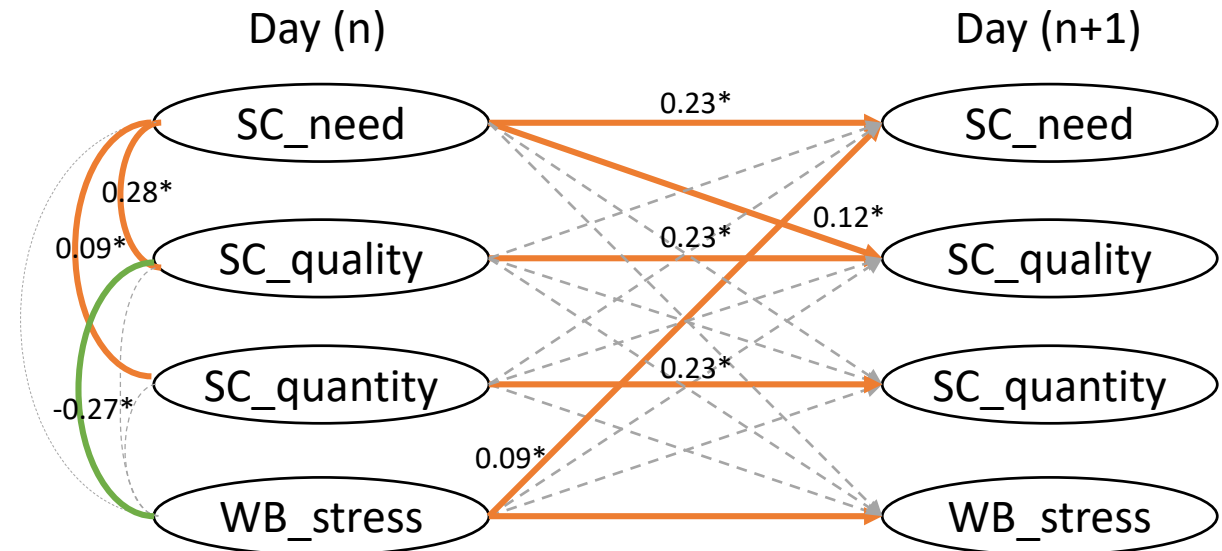 Day (n)
Day (n+1)
SC_need
0.23*
SC_need
0.28*
0.12*
0.09*
SC_quality
0.23*
SC_quality
SC_quantity
0.23*
SC_quantity
-0.27*
0.09*
WB_stress
WB_stress